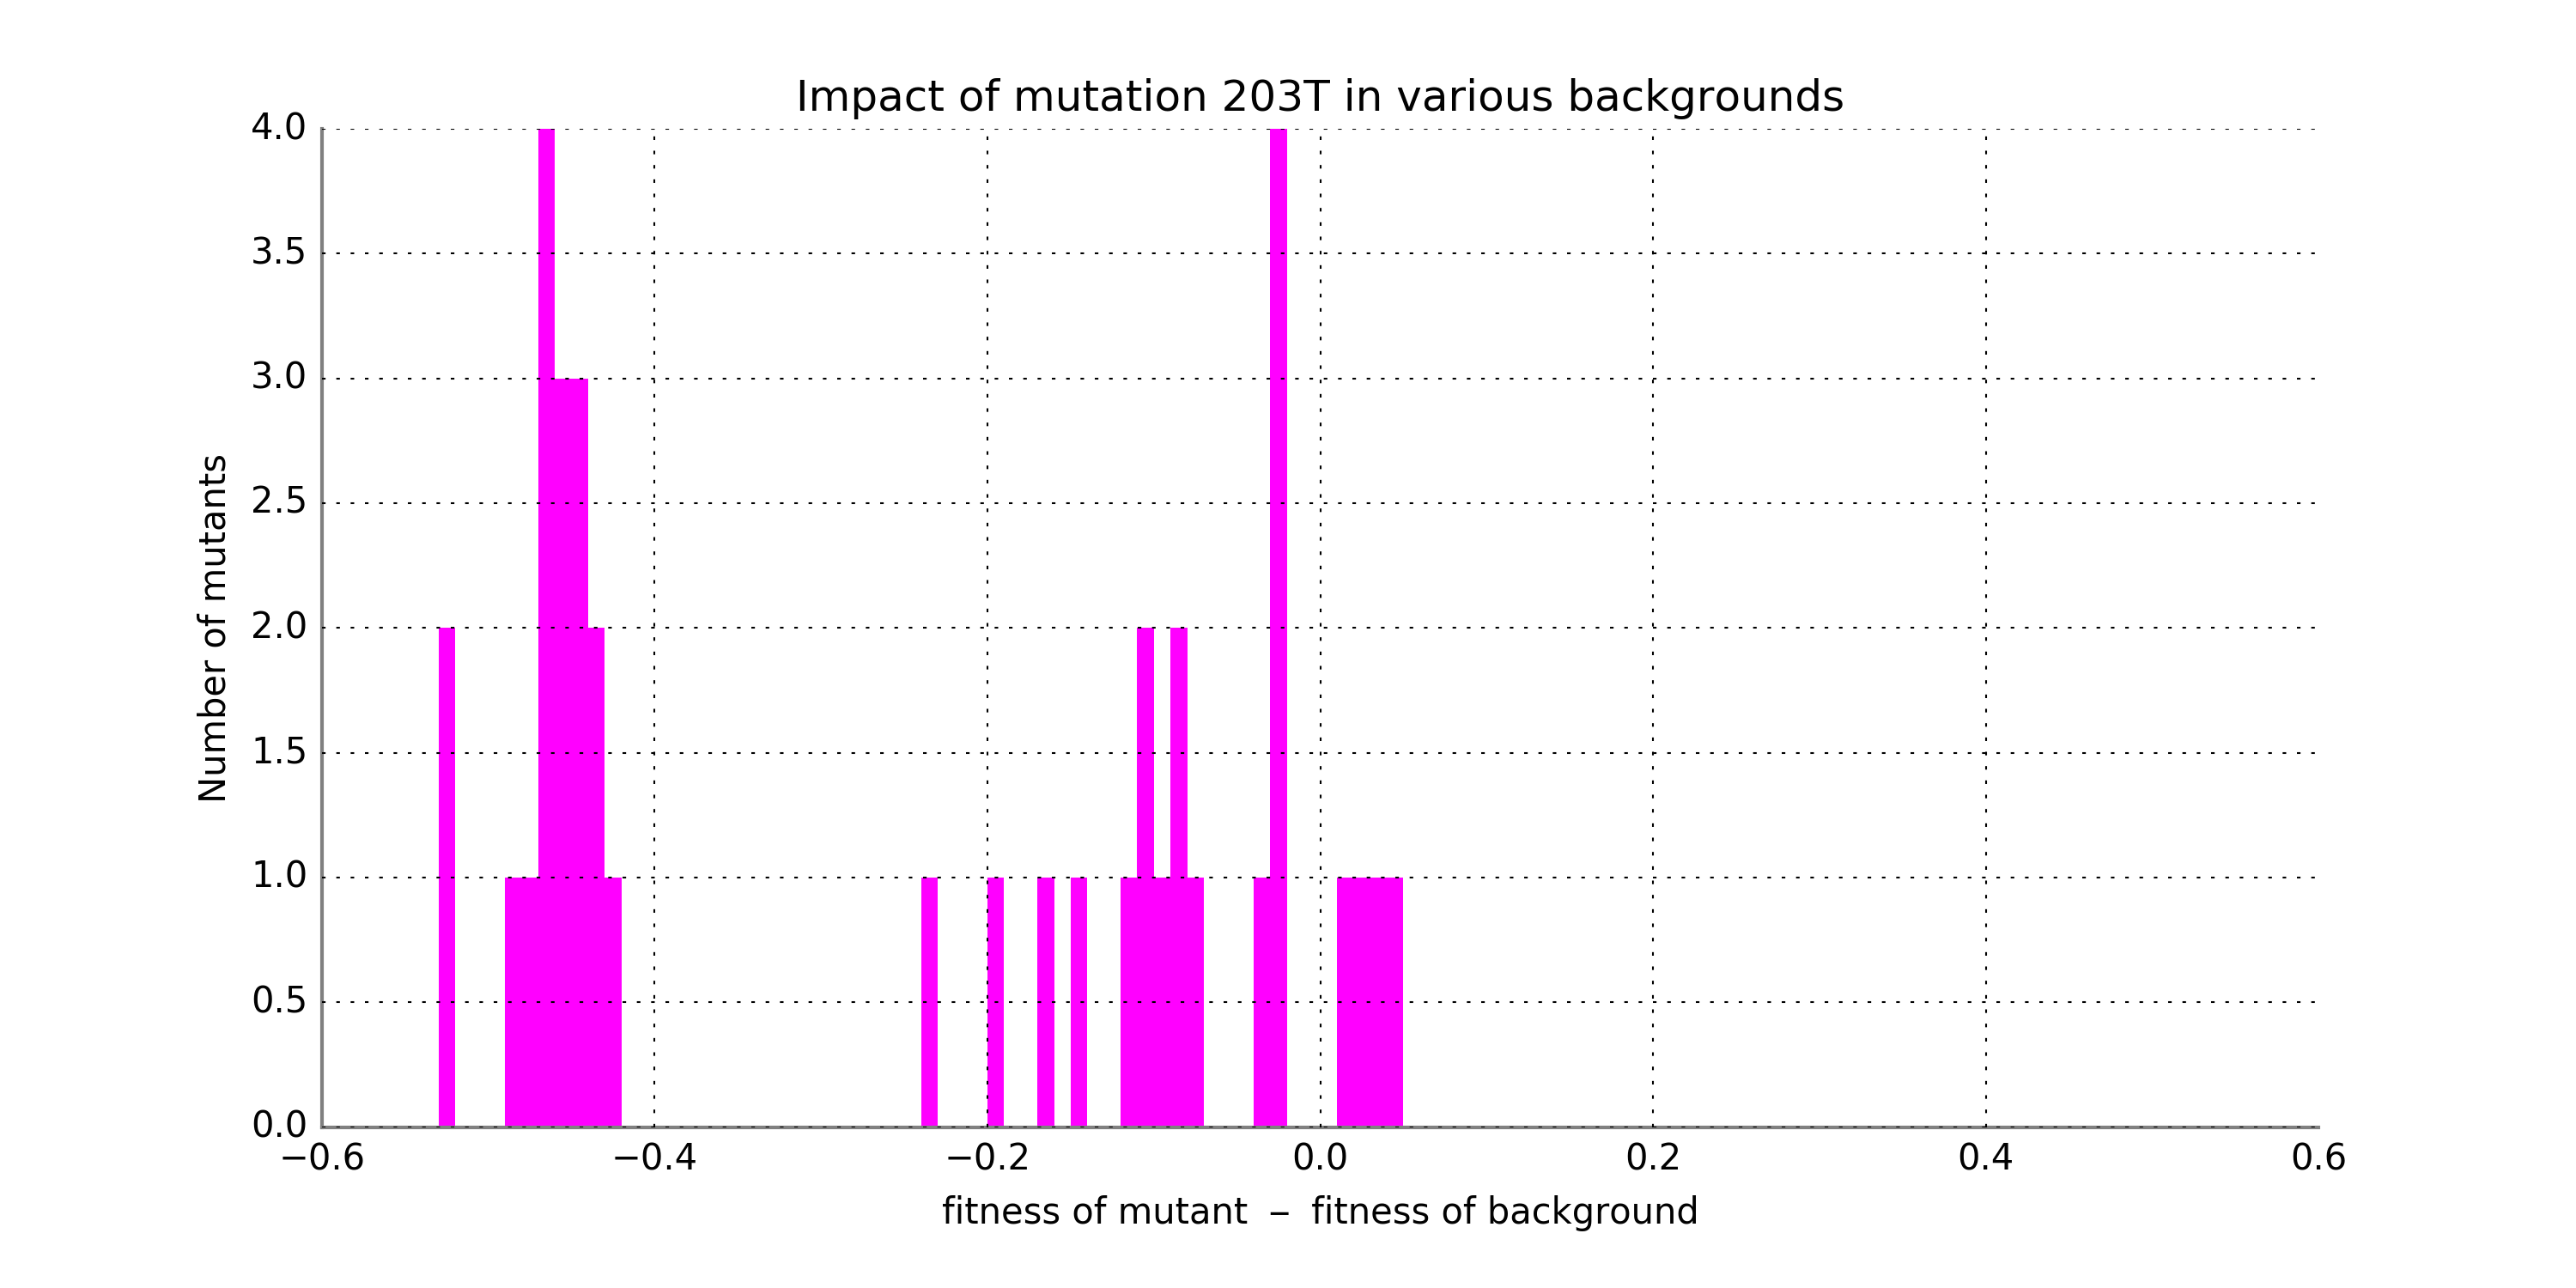 Impact of mutation 203T in various backgrounds
Number of mutants
4.0
3.5
3.0
2.5
2.0
1.5
1.0
0.5
0.0
−0.6 −0.4 −0.2 0.0 0.2 0.4 0.6
fitness of mutant – fitness of background